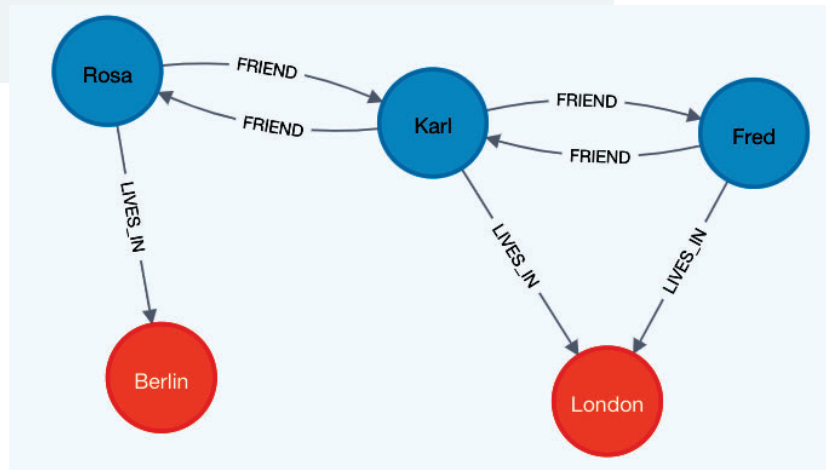 Rosa
FRIEND
FRIEND
Karl
FRIEND
FRIEND
Fred
LIVES_IN
LIVES_IN
LIVES_IN
Berlin
London